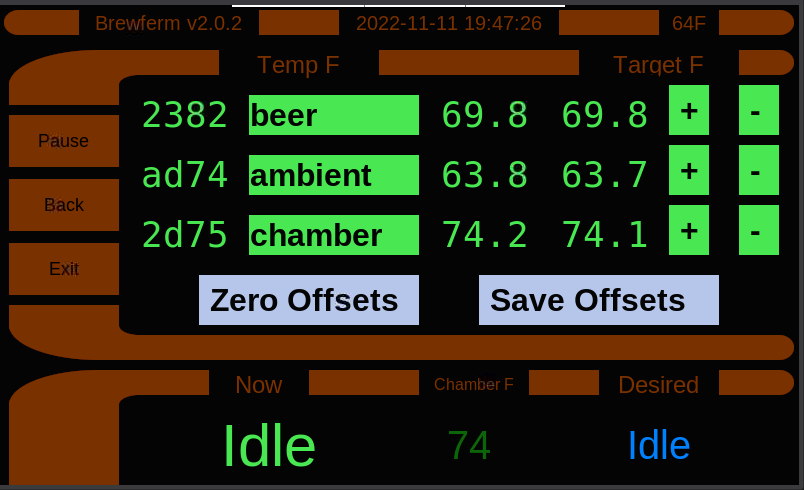 Brewferm v2.0.2 2022-11-11 19:47:26 64F
Temp F Target F
2382 beer 69.8 69.8 + -
Pause
ad74 ambient 63.8 63.7 + -
Back
2d75 chamber 74.2 74.1 + -
Exit
Zero Offsets Save Offsets
Now Chamber F Desired
Idle 74 Idle